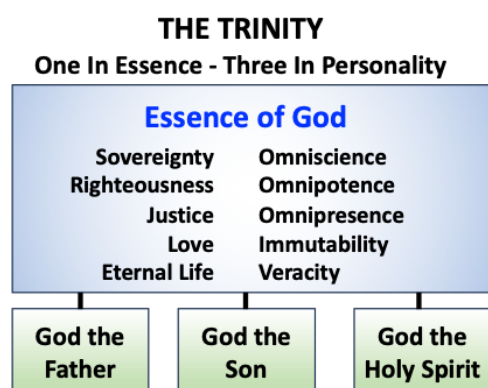 THE TRINITY
One In Essence - Three In Personality
Essence of God
Sovereignty Omniscience
Righteousness Omnipotence
Justice Omnipresence
Love Immutability
Eternal Life Veracity
God the Father
God the Son
God the Holy Spirit